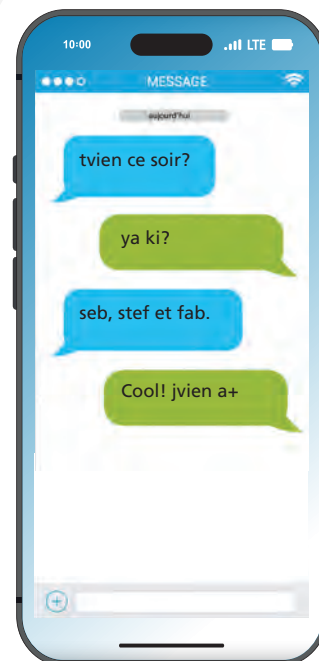 10:00 LTE
MESSAGE
aujourd'hui
tvien ce soir?
ya ki?
seb, stef et fab.
Cool! jvien a+